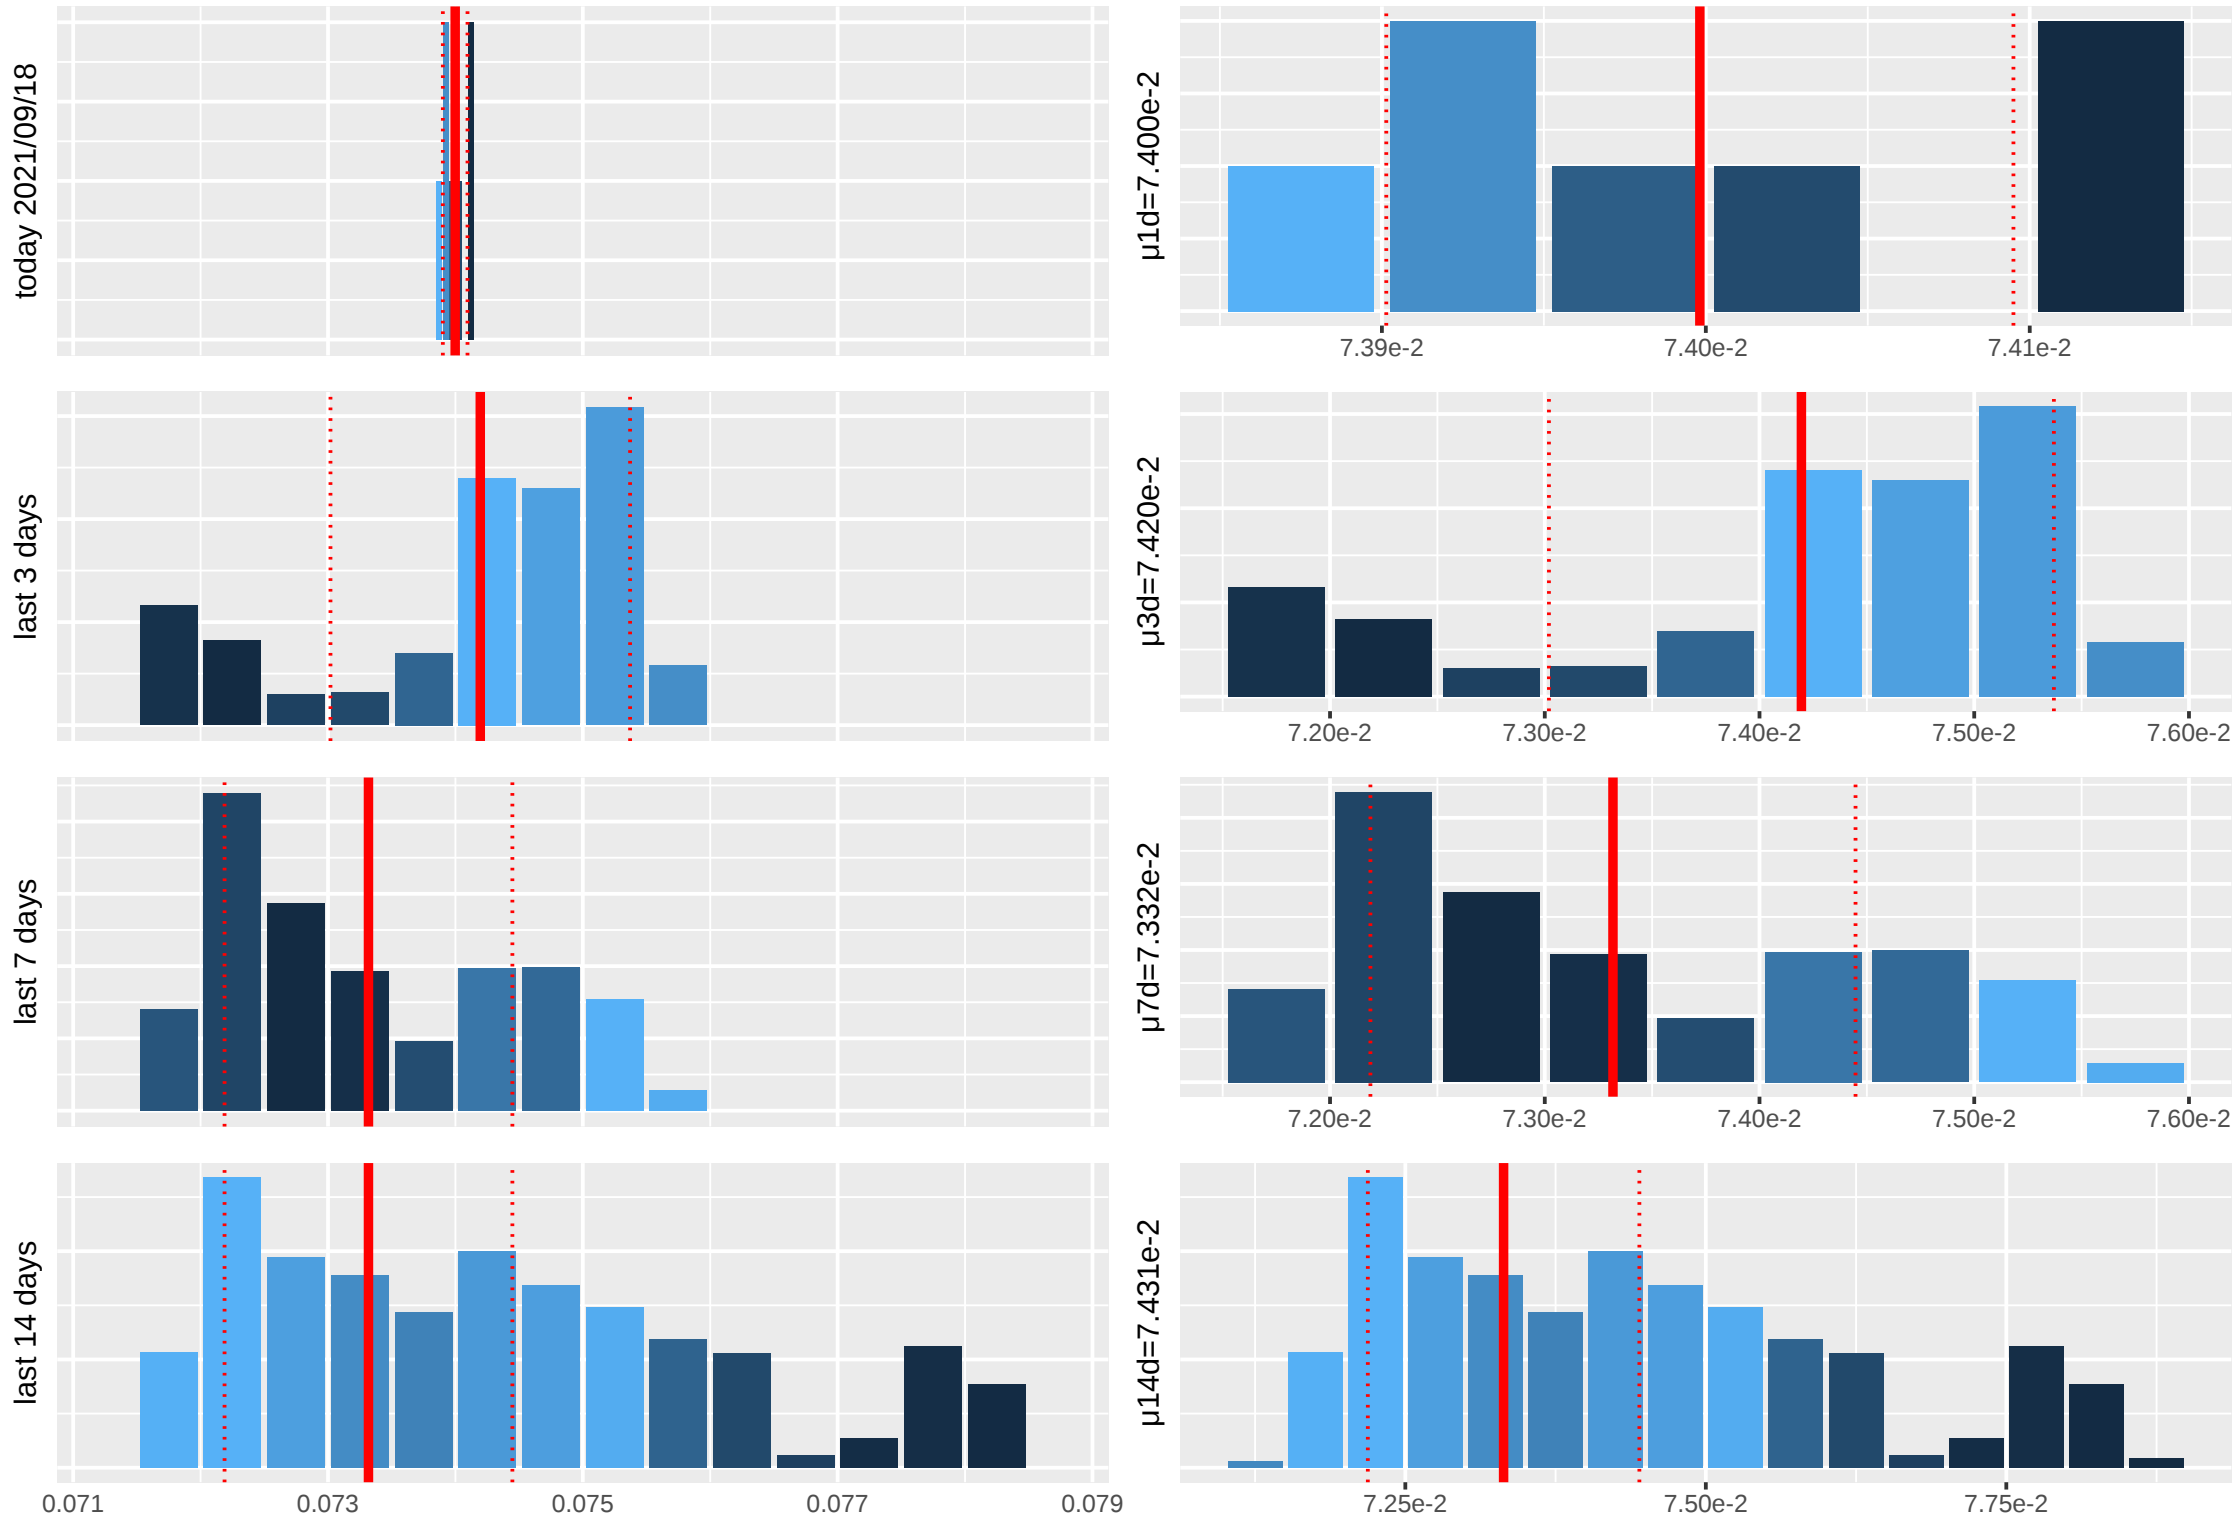 today 2021/09/18
µ1d=7.400e-2
7.39e-2 7.40e-2 7.41e-2
last 3 days
µ3d=7.420e-2
7.20e-2 7.30e-2 7.40e-2 7.50e-2 7.60e-2
last 7 days
µ7d=7.332e-2
7.20e-2 7.30e-2 7.40e-2 7.50e-2 7.60e-2
last 14 days
0.071 0.073 0.075 0.077 0.079
µ14d=7.431e-2
7.25e-2 7.50e-2 7.75e-2